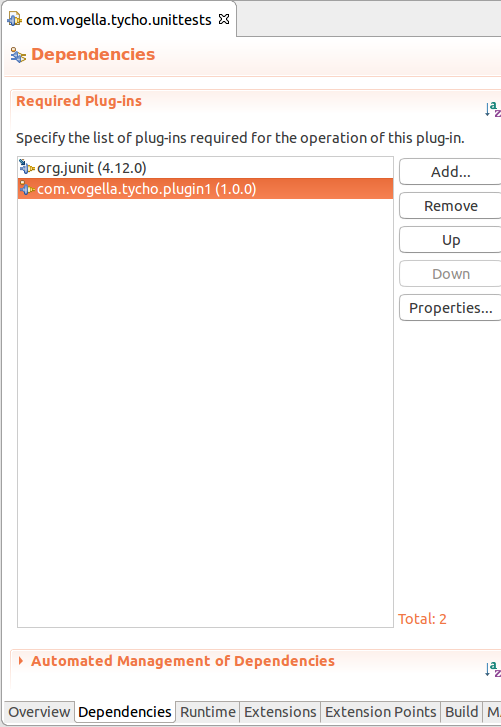 com.vogella.tycho.unittests
Dependencies
Required Plug-ins
Specify the list of plug-ins required for the operation of this plug-in.
org.junit (4.12.0)
com.vogella.tycho.plugin1 (1.0.0)
Add...
Remove
Up
Down
Properties...
Total: 2
Automated Management of Dependencies
Overview Dependencies Runtime Extensions Extension Points Build